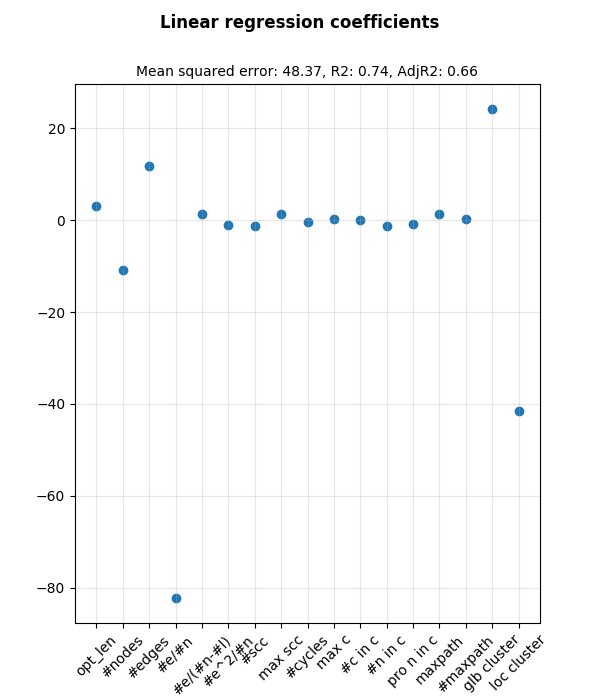 Linear regression coefficients
Mean squared error: 48.37, R2: 0.74, AdjR2: 0.66
20
0
−20
−40
−60
−80
opt_len
#nodes
#edges
#e/#n
#e/(#n-#l)
#e^2/#n
#scc
max scc
#cycles
max c
#c in c
#n in c
pro n in c
maxpath
#maxpath
glb cluster
loc cluster